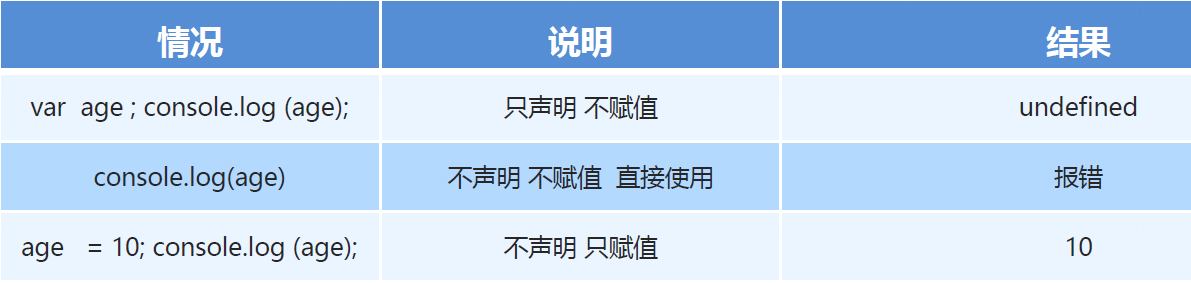 情况 说明 结果
var age ; console.log (age); 只声明 不赋值 undefined
console.log(age) 不声明 不赋值 直接使用 报错
age = 10; console.log (age); 不声明 只赋值 10